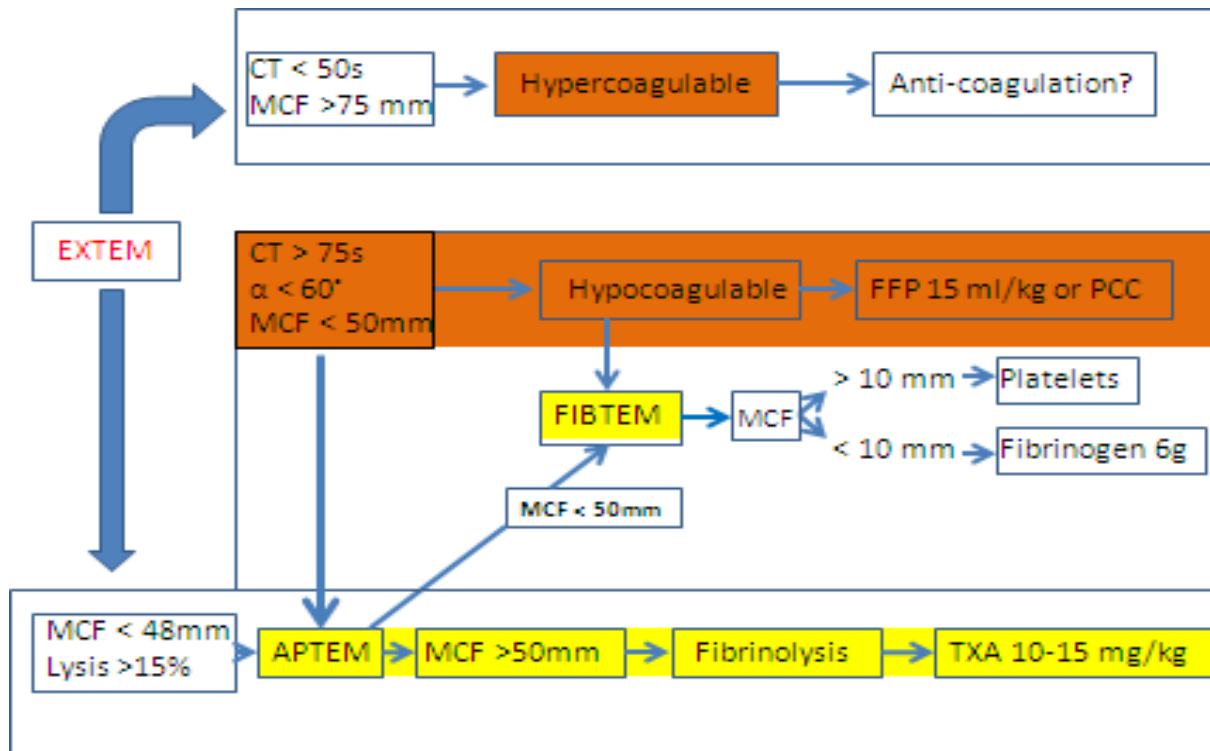 CT < 50s
MCF >75 mm
Hypercoagulable
Anti-coagulation?
EXTEM
CT > 75s
α < 60°
MCF < 50mm
Hypocoagulable
FFP 15 ml/kg or PCC
FIBTEM
MCF
> 10 mm
Platelets
< 10 mm
Fibrinogen 6g
MCF < 50mm
MCF < 48mm
Lysis >15%
APTEM
MCF >50mm
Fibrinolysis
TXA 10-15 mg/kg